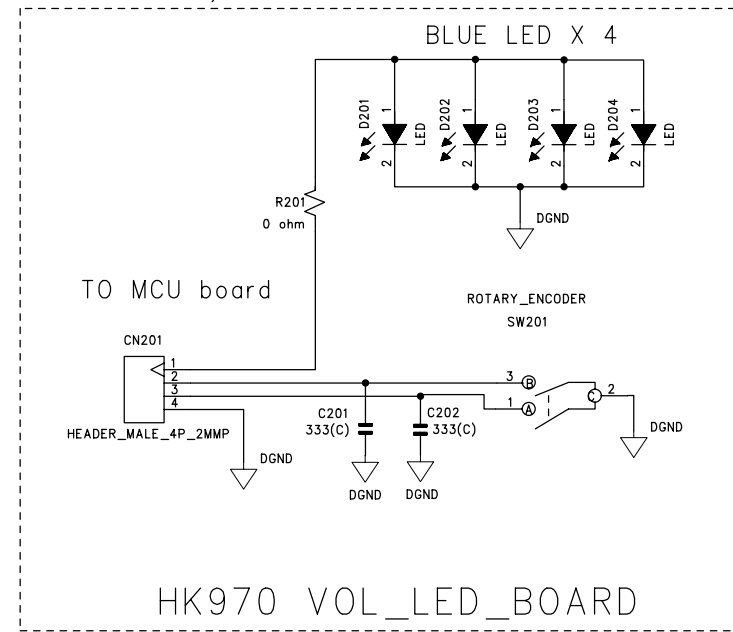 BLUE LED X 4
D201
1
2
LED
D202
1
2
LED
D203
1
2
LED
D204
1
2
LED
R201
0 ohm
DGND
TO MCU board
ROTARY_ENCODER
SW201
CN201
1
2
3
4
HEADER_MALE_4P_2MMP
DGND
C201
333(C)
DGND
C202
333(C)
DGND
3
B
1
A
C
2
DGND
HK970 VOL_LED_BOARD